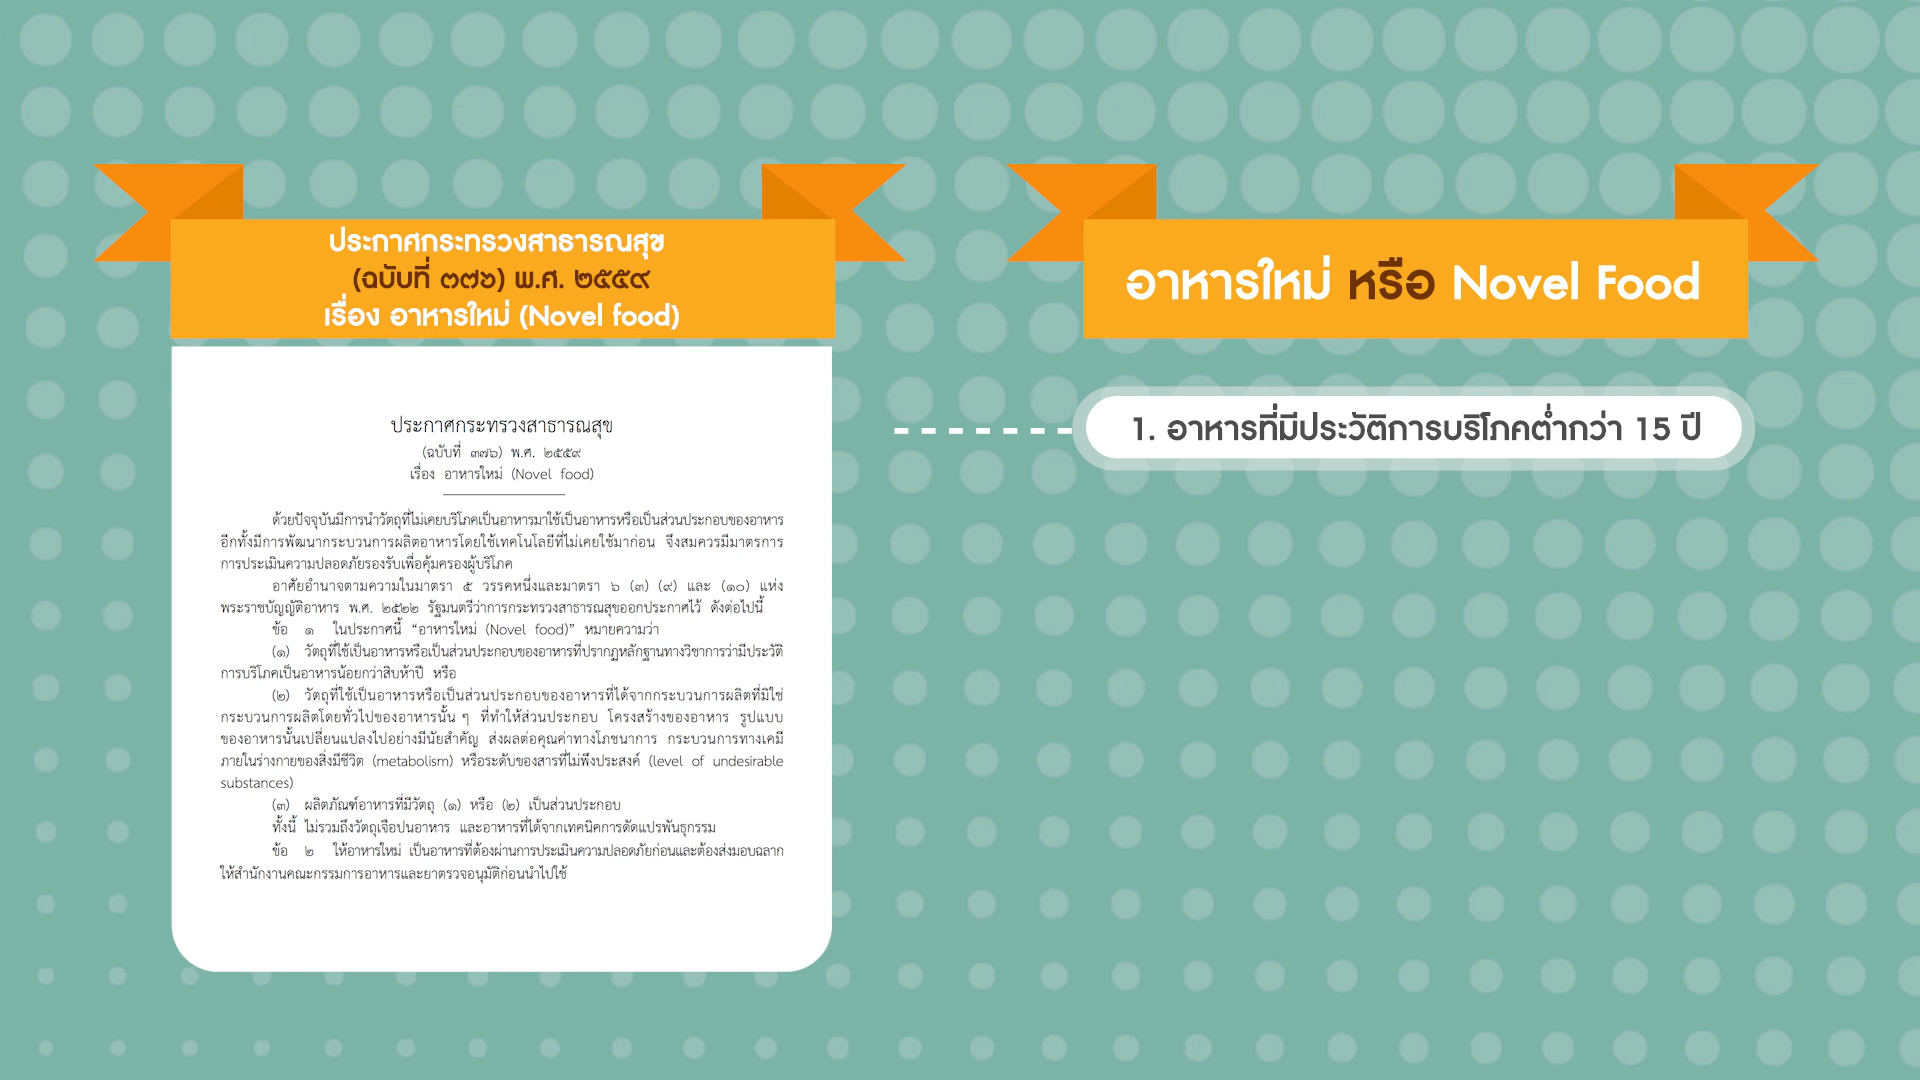 ประกาศกระทรวงสาธารณสุข
(ฉบับที่ ๓๗๖) พ.ศ. ๒๕๕๙
เรื่อง อาหารใหม่ (Novel food)
ประกาศกระทรวงสาธารณสุข
(ฉบับที่ ๓๗๖) พ.ศ. ๒๕๕๙
เรื่อง อาหารใหม่ (Novel food)
ด้วยปัจจุบันมีการนำวัตถุที่ไม่เคยบริโภคเป็นอาหารมาใช้เป็นอาหารหรือเป็นส่วนประกอบของอาหาร
อีกทั้งมีการพัฒนากระบวนการผลิตอาหารโดยใช้เทคโนโลยีที่ไม่เคยใช้มาก่อน จึงสมควรมีมาตรการ
การประเมินความปลอดภัยรองรับเพื่อคุ้มครองผู้บริโภค
อาศัยอำนาจตามความในมาตรา ๕ วรรคหนึ่งและมาตรา ๖ (๓) (๙) และ (๑๐) แห่ง
พระราชบัญญัติอาหาร พ.ศ. ๒๕๒๒ รัฐมนตรีว่าการกระทรวงสาธารณสุขออกประกาศไว้ ดังต่อไปนี้
ข้อ ๑ ในประกาศนี้ “อาหารใหม่ (Novel food)” หมายความว่า
(๑) วัตถุที่ใช้เป็นอาหารหรือเป็นส่วนประกอบของอาหารที่ปรากฏหลักฐานทางวิชาการว่ามีประวัติ
การบริโภคเป็นอาหารน้อยกว่าสิบห้าปี หรือ
(๒) วัตถุที่ใช้เป็นอาหารหรือเป็นส่วนประกอบของอาหารที่ได้จากกระบวนการผลิตที่มิใช่
กระบวนการผลิตโดยทั่วไปของอาหารนั้น ๆ ที่ทำให้ส่วนประกอบ โครงสร้างของอาหาร รูปแบบ
ของอาหารนั้นเปลี่ยนแปลงไปอย่างมีนัยสำคัญ ส่งผลต่อคุณค่าทางโภชนาการ กระบวนการทางเคมี
ภายในร่างกายของสิ่งมีชีวิต (metabolism) หรือระดับของสารที่ไม่พึงประสงค์ (level of undesirable
substances)
(๓) ผลิตภัณฑ์อาหารที่มีวัตถุ (๑) หรือ (๒) เป็นส่วนประกอบ
ทั้งนี้ ไม่รวมถึงวัตถุเจือปนอาหาร และอาหารที่ได้จากเทคนิคการดัดแปรพันธุกรรม
ข้อ ๒ ให้อาหารใหม่ เป็นอาหารที่ต้องผ่านการประเมินความปลอดภัยก่อนและต้องส่งมอบฉลาก
ให้สำนักงานคณะกรรมการอาหารและยาตรวจอนุมัติก่อนนำไปใช้
อาหารใหม่ หรือ Novel Food
1. อาหารที่มีประวัติการบริโภคต่ำกว่า 15 ปี